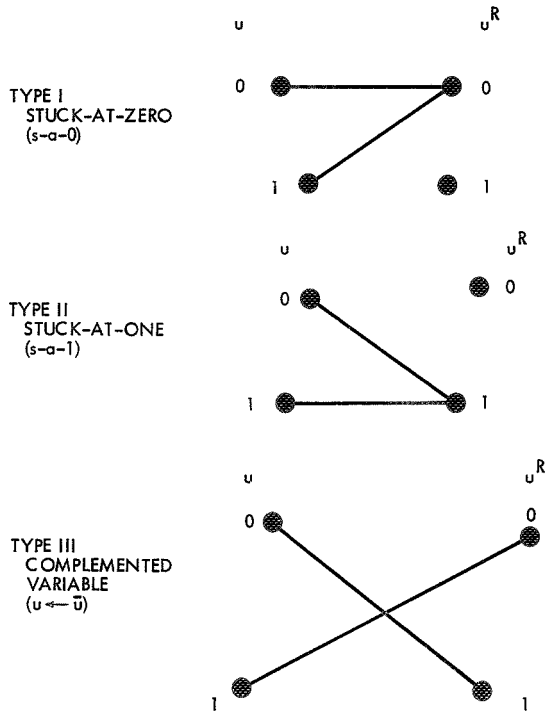 u u^R
0 0
TYPE I
STUCK-AT-ZERO
(s-a-0)
1 1
u u^R
0 0
TYPE II
STUCK-AT-ONE
(s-a-1)
1 1
u u^R
0 0
TYPE III
COMPLEMENTED
VARIABLE
(u ← ū)
1 1